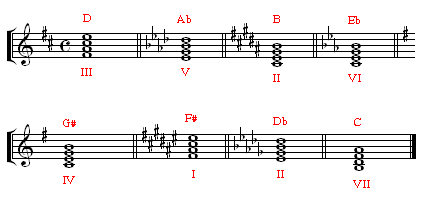 D Ab B Eb
III V II VI
G# F# Db C
IV I II VII